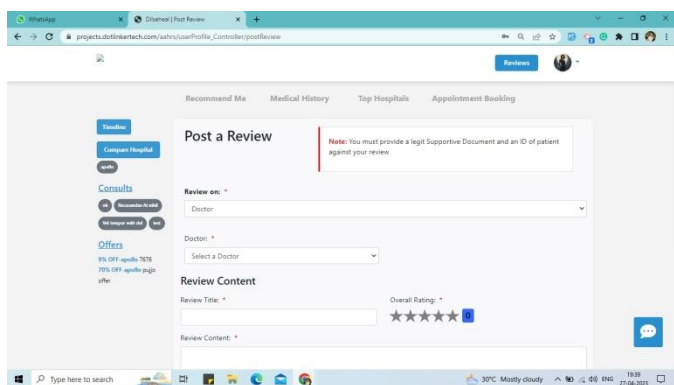 WhatsApp
Dilseheal | Post Review
projects.dotlinkertech.com/aahrs/userProfile_Controller/postReview
Reviews
Recommend Me Medical History Top Hospitals Appointment Booking
Timeline
Compare Hospital
apollo
Consults
Offers
9% OFF-apollo 7676
70% OFF-apollo pujjo
offer
Post a Review
Note: You must provide a legit Supportive Document and an ID of patient
against your review
Review on: *
Doctor
Doctor: *
Select a Doctor
Review Content
Review Title: *
Overall Rating: *
0
Review Content: *
Type here to search
30°C Mostly cloudy
ENG
19:39
27-04-2023